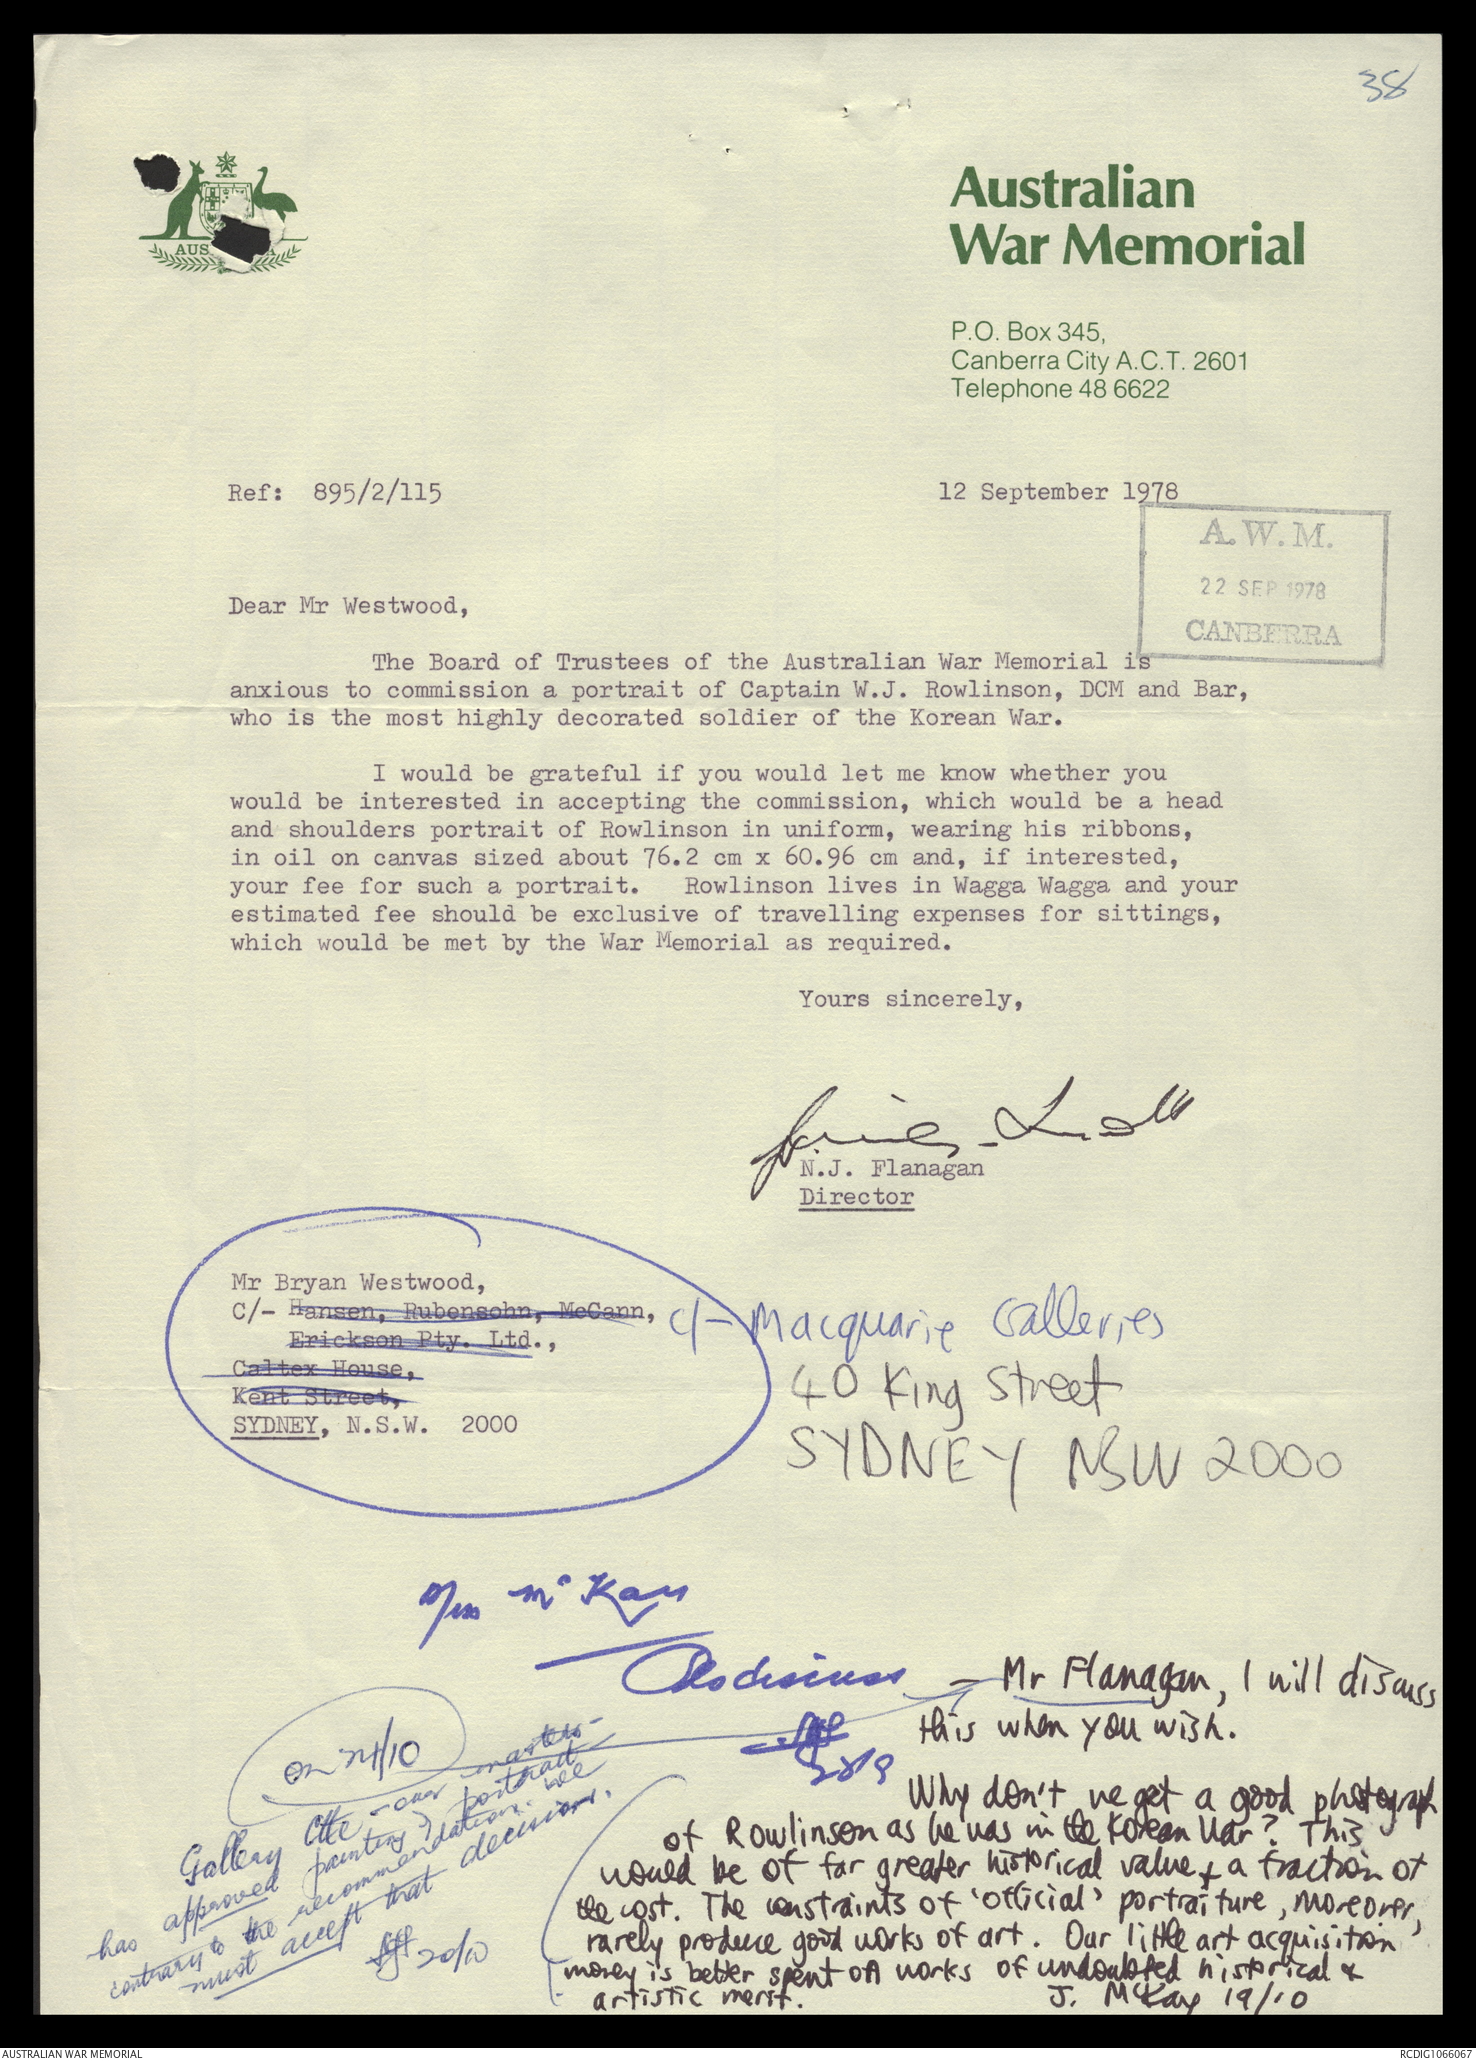 38
Australian
War Memorial
P.O. Box 345,
Canberra City A.C.T. 2601
Telephone 48 6622
Ref: 895/2/115
12 September 1978
A.W.M.
22 SEP 1978
CANBERRA
Dear Mr Westwood,
The Board of Trustees of the Australian War Memorial is
anxious to commission a portrait of Captain W.J. Rowlinson, DCM and Bar,
who is the most highly decorated soldier of the Korean War.
I would be grateful if you would let me know whether you
would be interested in accepting the commission, which would be a head
and shoulders portrait of Rowlinson in uniform, wearing his ribbons,
in oil on canvas sized about 76.2 cm x 60.96 cm and, if interested,
your fee for such a portrait. Rowlinson lives in Wagga Wagga and your
estimated fee should be exclusive of travelling expenses for sittings,
which would be met by the War Memorial as required.
Yours sincerely,
N.J. Flanagan
Director
Mr Bryan Westwood,
C/- Hansen, Rubensohn, McCann,
Erickson Pty. Ltd.,
Caltex House,
Kent Street,
SYDNEY, N.S.W. 2000
c/- Macquarie Galleries
40 King Street
SYDNEY NSW 2000
Miss McKay
Pls discuss
28/9
- Mr Flanagan, I will discuss
this when you wish.
Why don't we get a good photograph
of Rowlinson as he was in the Korean War? This
would be of far greater historical value & a fraction of
the cost. The constraints of 'official' portraiture, moreover,
rarely produce good works of art. Our little art acquisition
money is better spent on works of undoubted historical &
artistic merit.
J. McKay 19/10
on 24/10
Gallery Cttee - our masters -
has approved painting portrait
contrary to the recommendation. We
must accept that decision.
20/10
AUSTRALIAN WAR MEMORIAL
RCDIG1066067